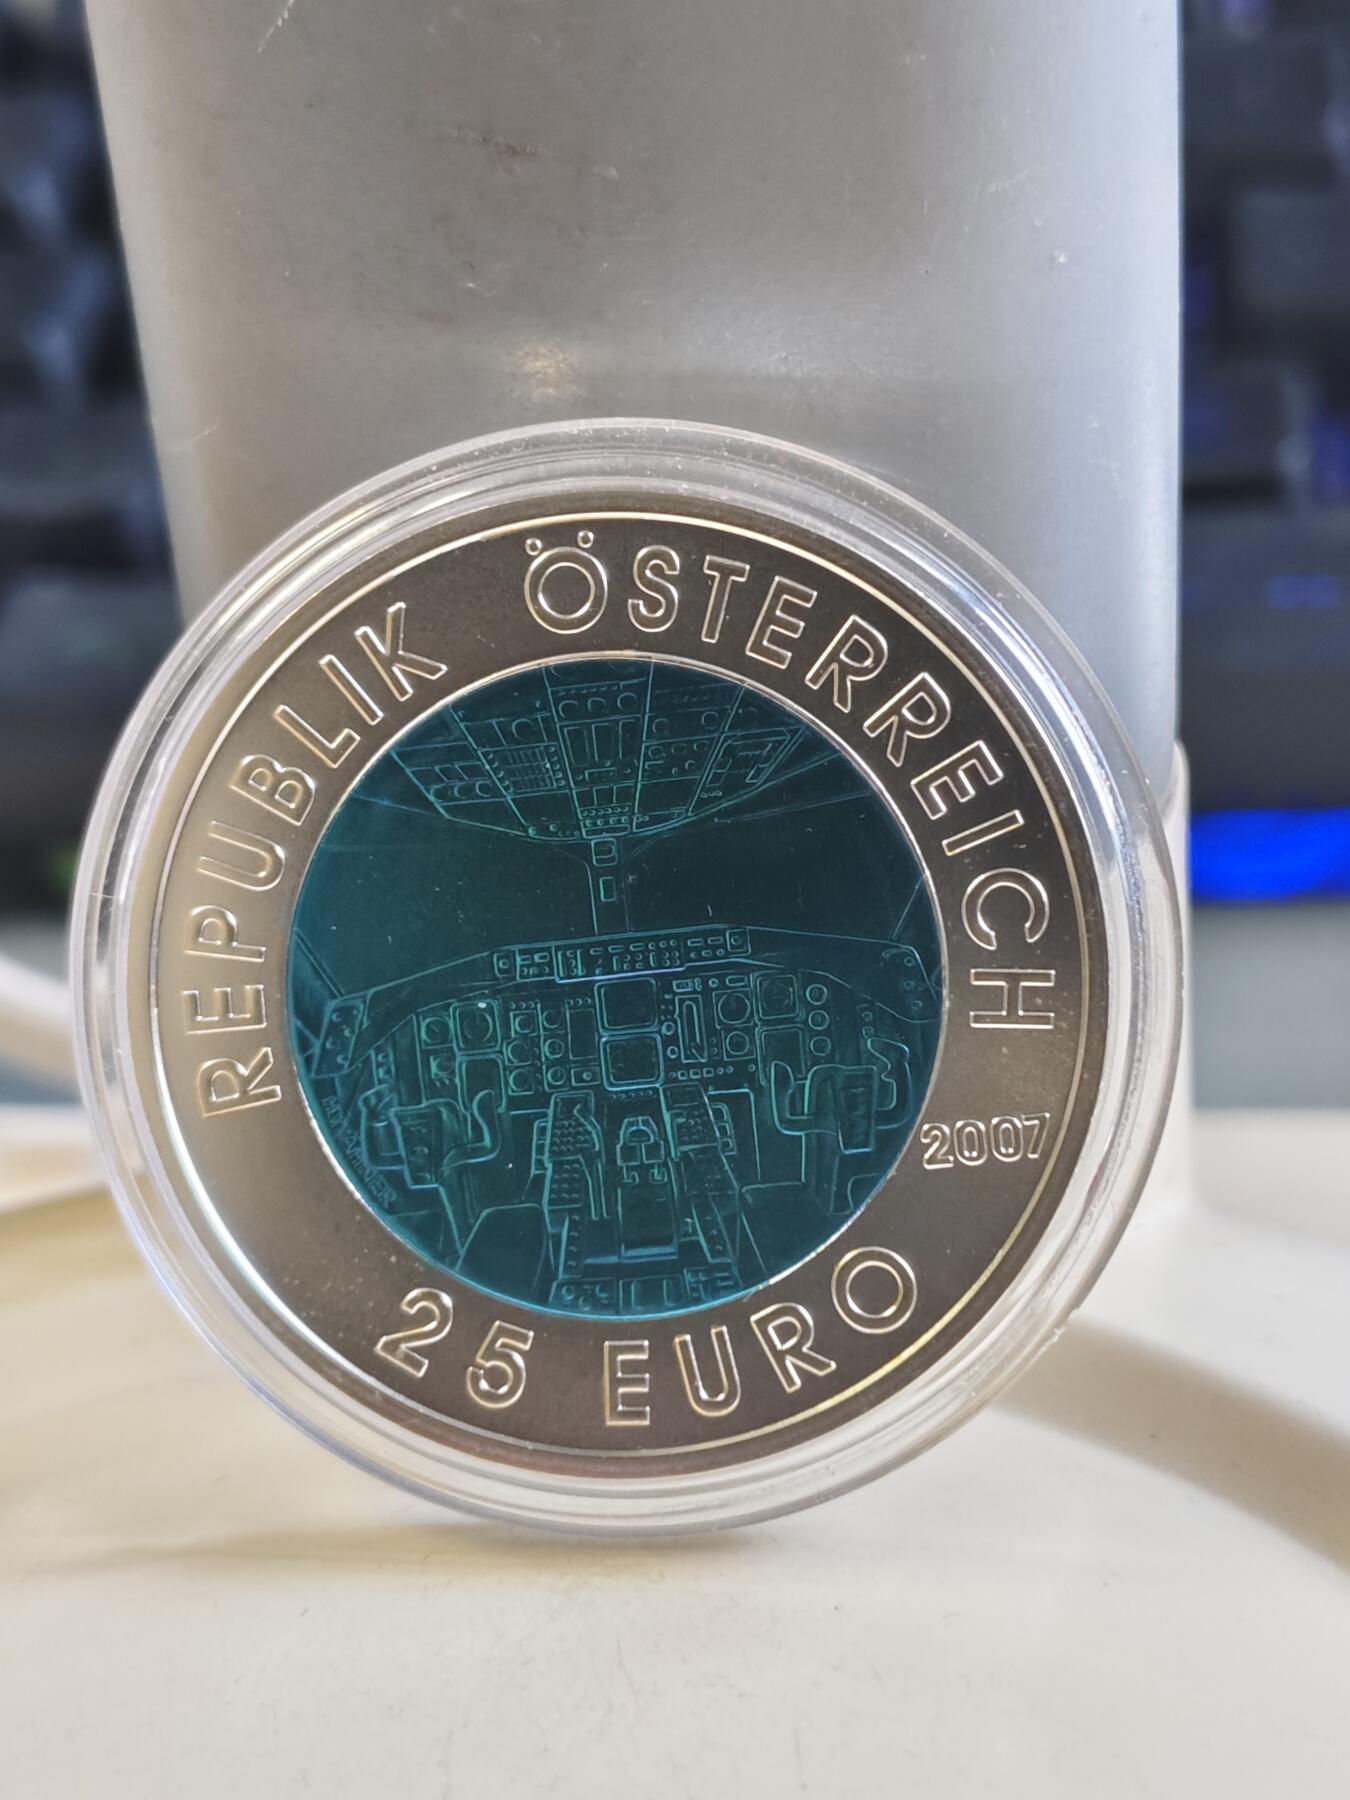 REPUBLIK ÖSTERREICH
2007
25 EURO